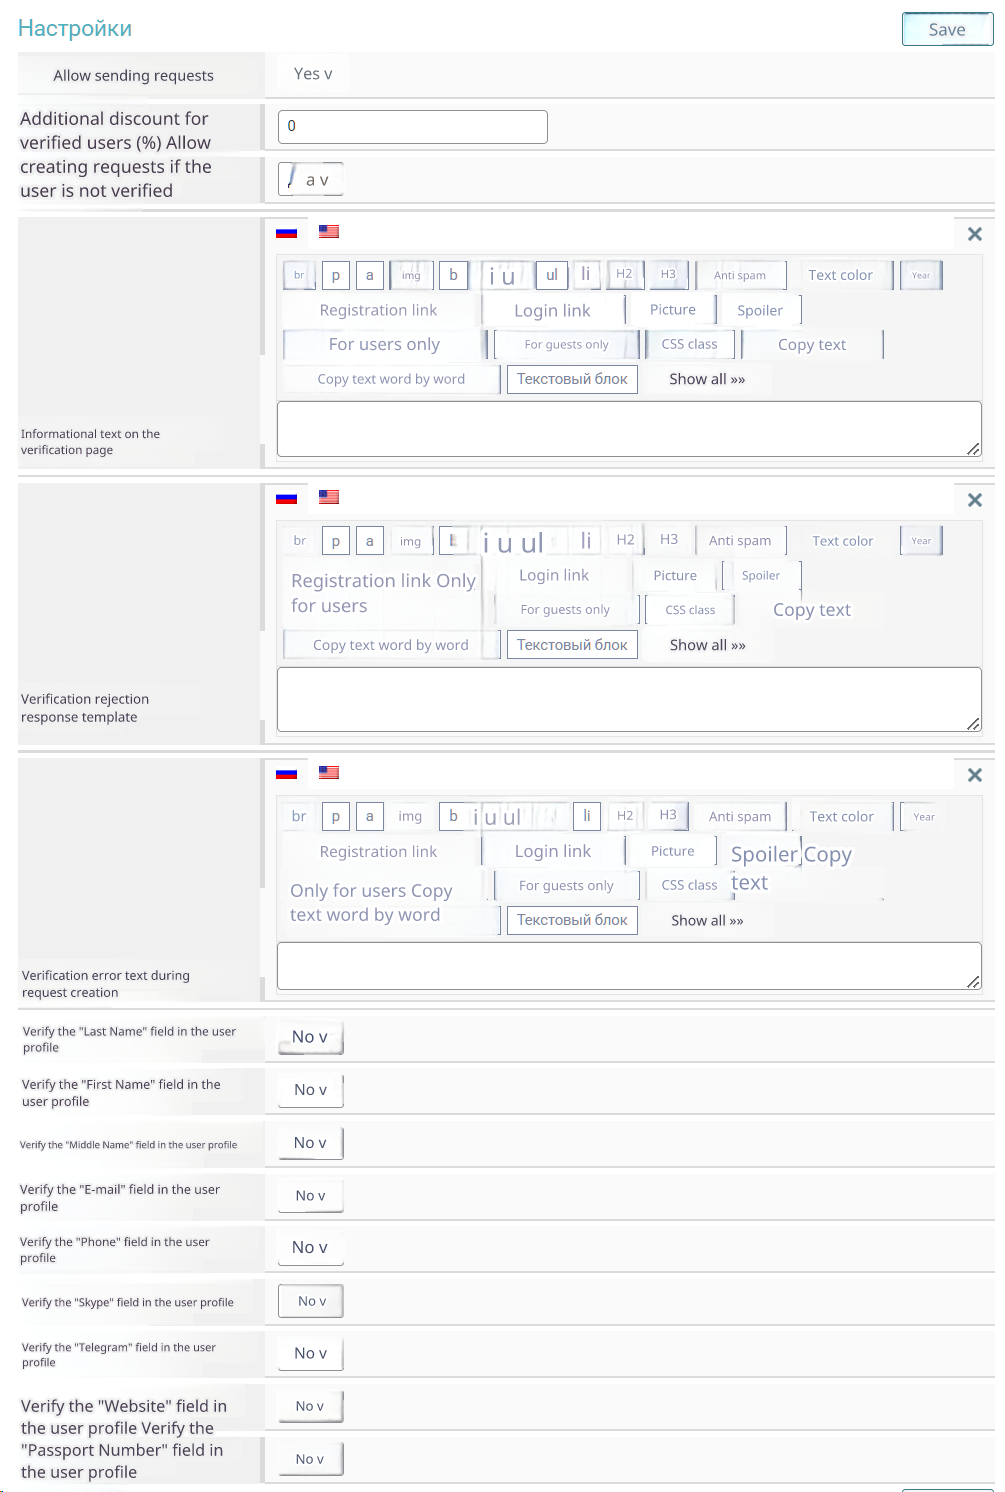 Настройки
Save
Allow sending requests
Yes v
Additional discount for
verified users (%) Allow
creating requests if the
user is not verified
0
a v
br p a img b i u ul li H2 H3 Anti spam Text color Year
Registration link Login link Picture Spoiler
For users only For guests only CSS class Copy text
Copy text word by word Текстовый блок Show all »»
Informational text on the
verification page
br p a img b i u ul li H2 H3 Anti spam Text color Year
Registration link Only
for users
Login link Picture Spoiler
For guests only CSS class Copy text
Copy text word by word Текстовый блок Show all »»
Verification rejection
response template
br p a img b i u ul li H2 H3 Anti spam Text color Year
Registration link Login link Picture Spoiler Copy
text
Only for users Copy
text word by word
For guests only CSS class
Текстовый блок Show all »»
Verification error text during
request creation
Verify the "Last Name" field in the user
profile
No v
Verify the "First Name" field in the
user profile
No v
Verify the "Middle Name" field in the user profile
No v
Verify the "E-mail" field in the user
profile
No v
Verify the "Phone" field in the user
profile
No v
Verify the "Skype" field in the user profile
No v
Verify the "Telegram" field in the user
profile
No v
Verify the "Website" field in
the user profile Verify the
"Passport Number" field in
the user profile
No v
No v